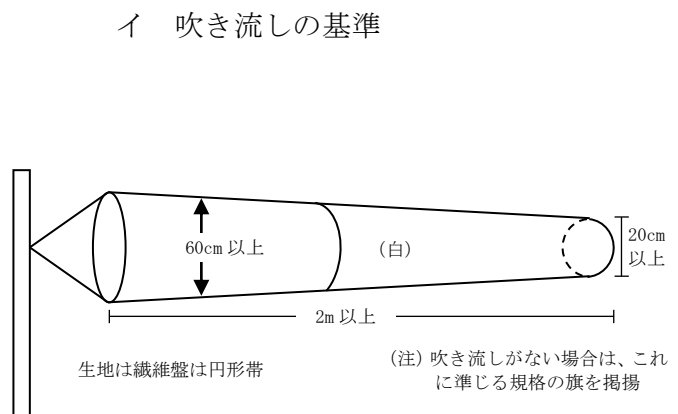 イ　吹き流しの基準
60cm 以上
（白）
20cm
以上
2m 以上
生地は繊維盤は円形帯
（注）吹き流しがない場合は、これ
に準じる規格の旗を掲揚